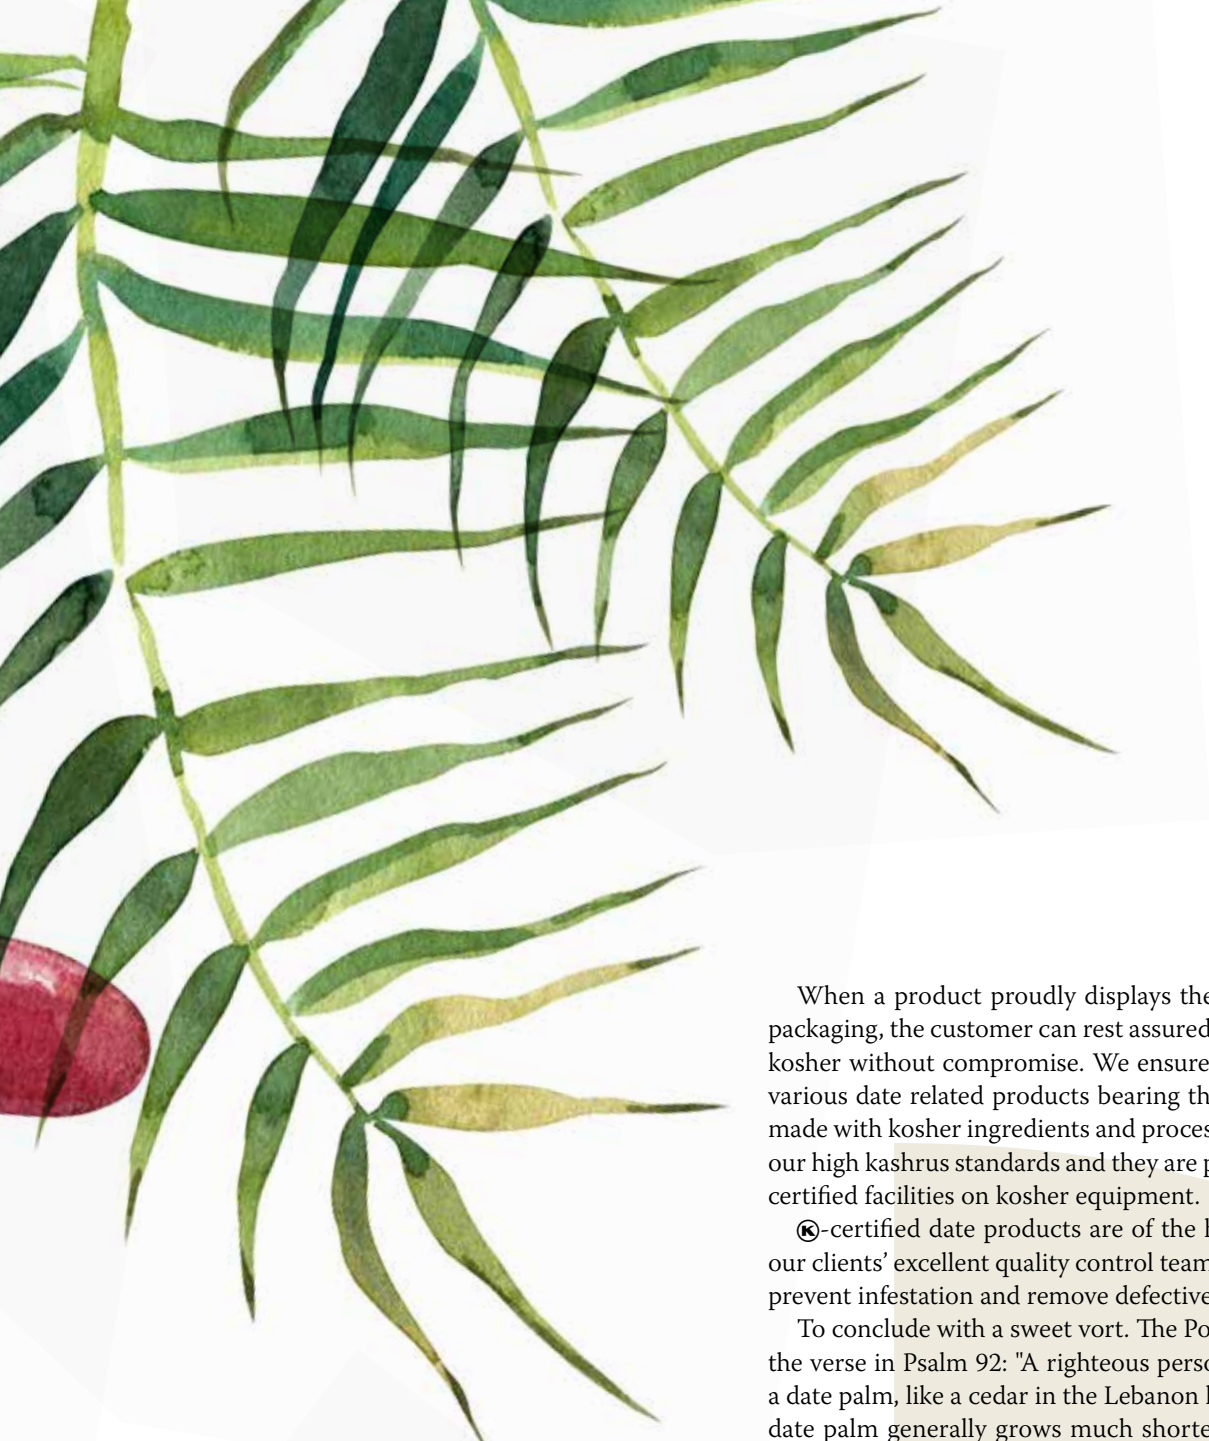 When a product proudly displays the
packaging, the customer can rest assured
kosher without compromise. We ensure
various date related products bearing th
made with kosher ingredients and proces
our high kashrus standards and they are p
certified facilities on kosher equipment.
Ⓚ-certified date products are of the h
our clients’ excellent quality control team
prevent infestation and remove defective
To conclude with a sweet vort. The Po
the verse in Psalm 92: "A righteous perso
a date palm, like a cedar in the Lebanon
date palm generally grows much shorte